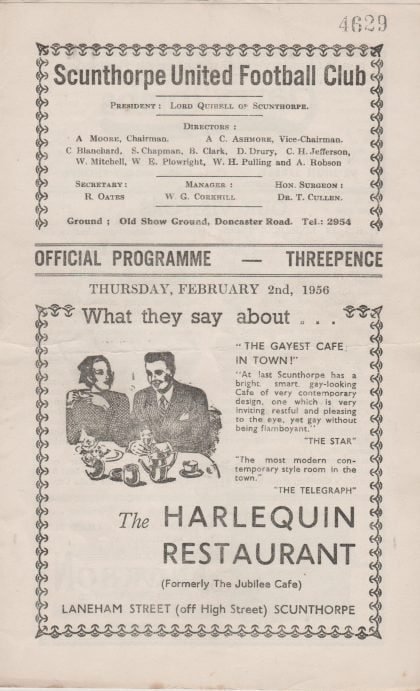 4629
Scunthorpe United Football Club
PRESIDENT : LORD QUIBELL OF SCUNTHORPE.
DIRECTORS :
A MOORE, Chairman. A C. ASHMORE, Vice-Chairman.
C Blanchard, S. Chapman, B. Clark, D. Drury, C. H. Jefferson,
W. Mitchell, W E. Plowright, W. H. Pulling and A. Robson
SECRETARY : MANAGER : HON. SURGEON :
R. OATES W G. CORKHILL DR. T. CULLEN.
Ground ; Old Show Ground, Doncaster Road. Tel.: 2954
OFFICIAL PROGRAMME — THREEPENCE
THURSDAY, FEBRUARY 2nd, 1956
What they say about . . .
"THE GAYEST CAFE
IN TOWN!"
"At last Scunthorpe has a
bright, smart, gay-looking
Cafe of very contemporary
design, one which is very
inviting restful and pleasing
to the eye, yet gay without
being flamboyant."
"THE STAR"
"The most modern con-
temporary style room in the
town."
"THE TELEGRAPH"
The HARLEQUIN
RESTAURANT
(Formerly The Jubilee Cafe)
LANEHAM STREET (off High Street) SCUNTHORPE